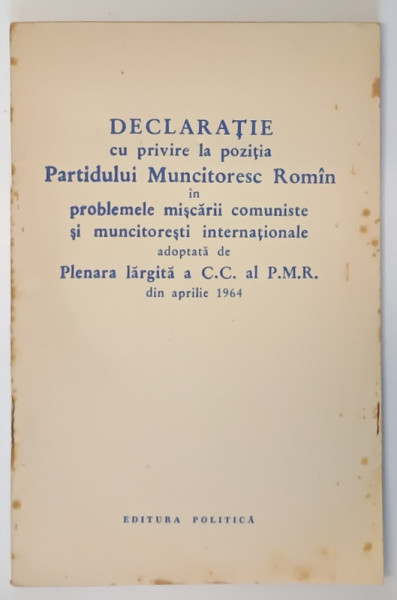 DECLARAȚIE
cu privire la poziția
Partidului Muncitoresc Romîn
în
problemele mișcării comuniste
și muncitorești internaționale
adoptată de
Plenara lărgită a C.C. al P.M.R.
din aprilie 1964
EDITURA POLITICĂ